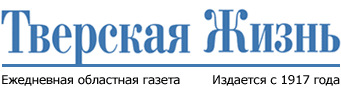 Тверская Жизнь
Ежедневная областная газета Издается с 1917 года